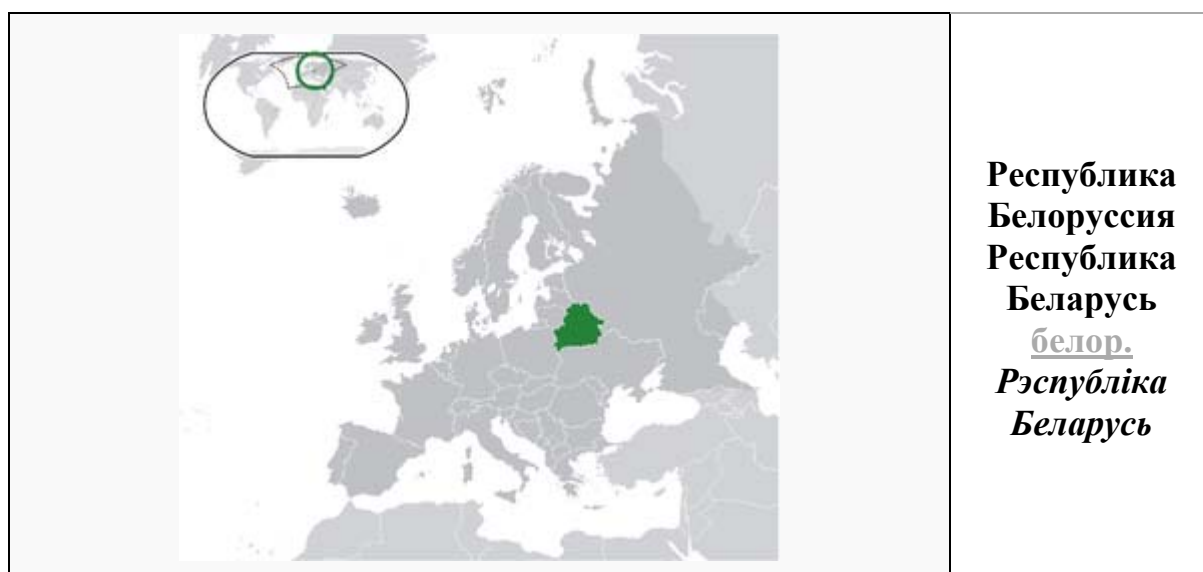 Республика
Белоруссия
Республика
Беларусь
белор.
Рэспубліка
Беларусь